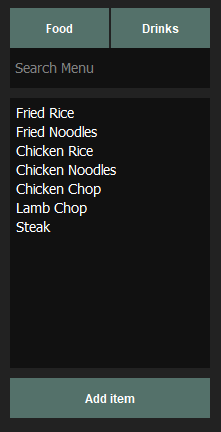 Food Drinks
Search Menu
Fried Rice
Fried Noodles
Chicken Rice
Chicken Noodles
Chicken Chop
Lamb Chop
Steak
Add item